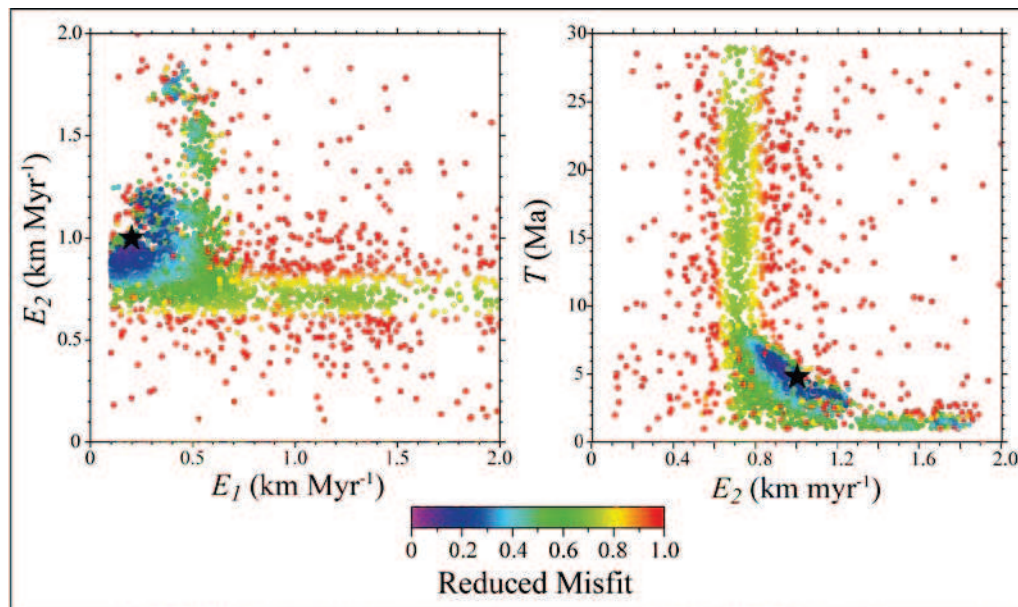 2.0
1.5
1.0
0.5
0
E2 (km Myr-1)
0 0.5 1.0 1.5 2.0
E1 (km Myr-1)
30
25
20
15
10
5
0
T (Ma)
0 0.4 0.8 1.2 1.6 2.0
E2 (km myr-1)
0 0.2 0.4 0.6 0.8 1.0
Reduced Misfit